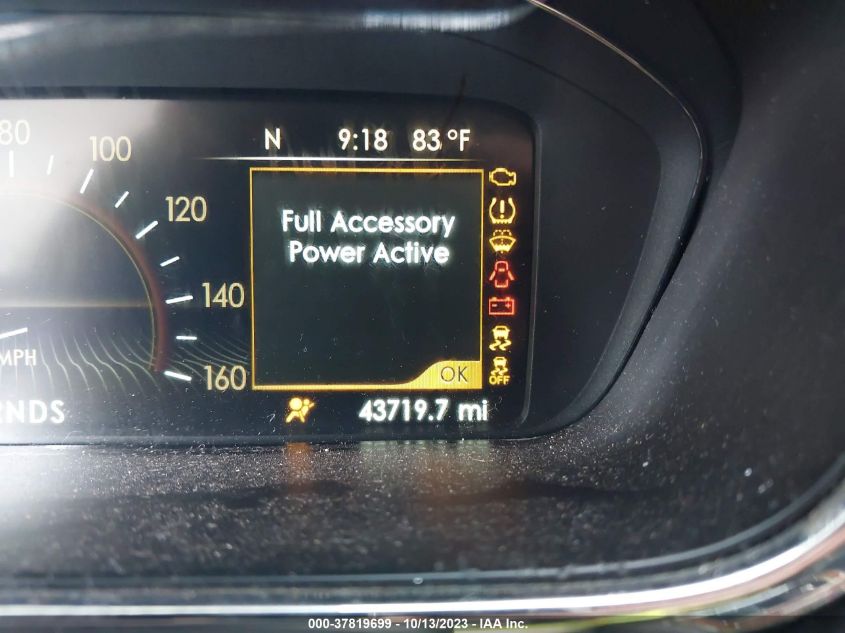 N 9:18 83°F
80
100
120
140
160
MPH
Full Accessory
Power Active
OK
OFF
RNDS 43719.7 mi
000-37819699 - 10/13/2023 - IAA Inc.